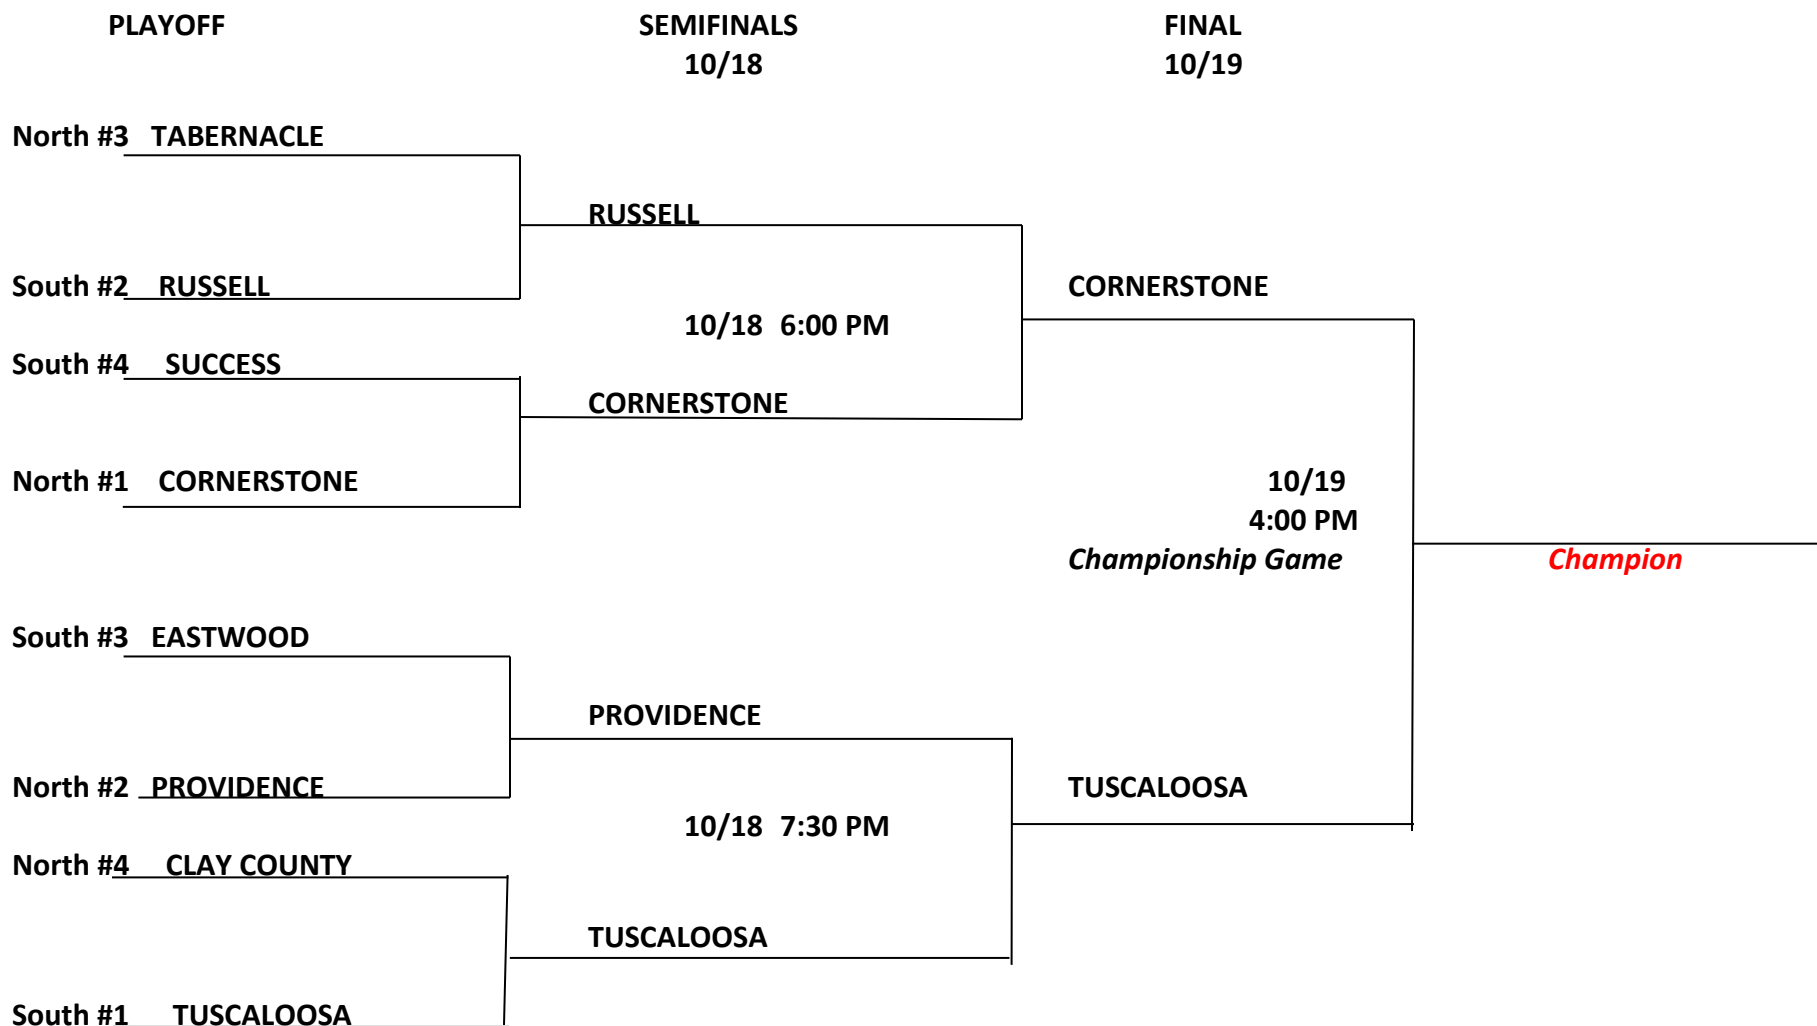 PLAYOFF SEMIFINALS FINAL
10/18 10/19
North #3 TABERNACLE
RUSSELL
South #2 RUSSELL CORNERSTONE
10/18 6:00 PM
South #4 SUCCESS
CORNERSTONE
North #1 CORNERSTONE 10/19
4:00 PM
Championship Game Champion
South #3 EASTWOOD
PROVIDENCE
North #2 PROVIDENCE TUSCALOOSA
10/18 7:30 PM
North #4 CLAY COUNTY
TUSCALOOSA
South #1 TUSCALOOSA